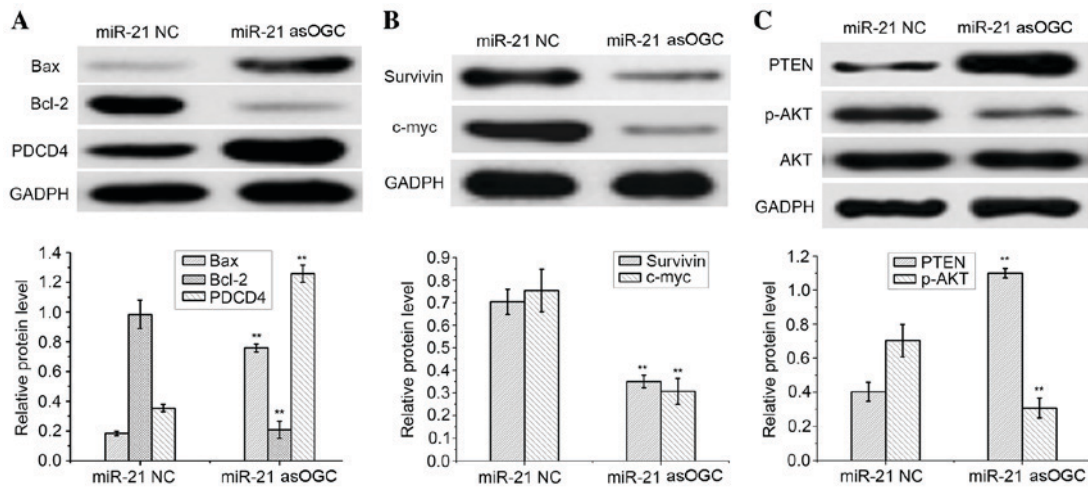 A
miR-21 NC miR-21 asOGC
Bax
Bcl-2
PDCD4
GADPH
Relative protein level
1.4
1.2
1.0
0.8
0.6
0.4
0.2
0.0
Bax
Bcl-2
PDCD4
**
**
**
miR-21 NC miR-21 asOGC
B
miR-21 NC miR-21 asOGC
Survivin
c-myc
GADPH
Relative protein level
0.9
0.8
0.7
0.6
0.5
0.4
0.3
0.2
0.1
0.0
Survivin
c-myc
** **
miR-21 NC miR-21 asOGC
C
miR-21 NC miR-21 asOGC
PTEN
p-AKT
AKT
GADPH
Relative protein level
1.2
1.0
0.8
0.6
0.4
0.2
0.0
PTEN
p-AKT
**
**
miR-21 NC miR-21 asOGC